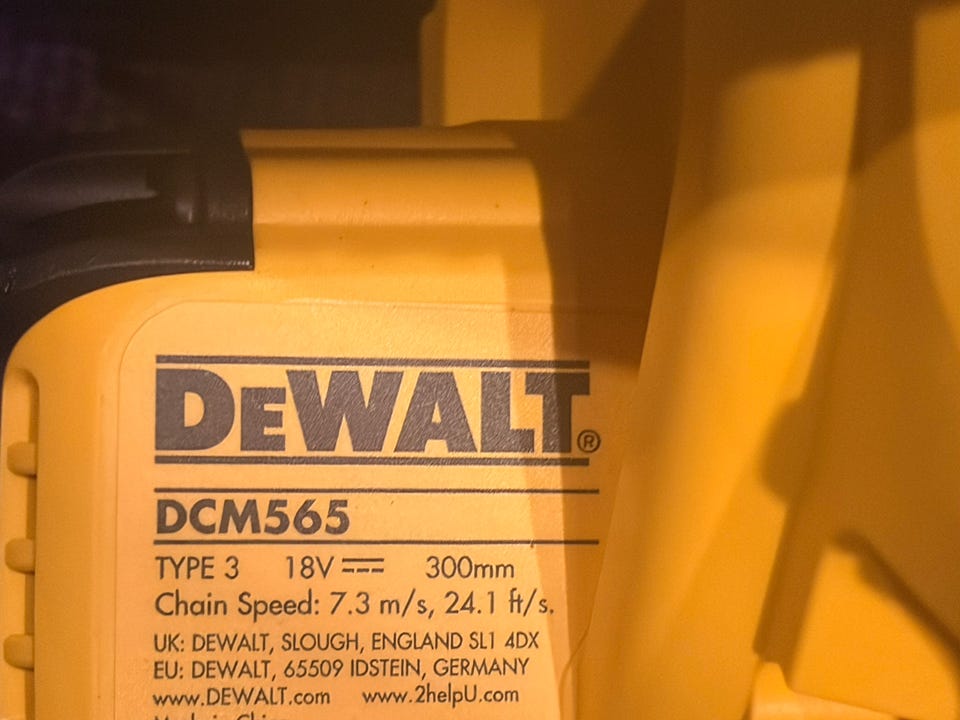 DEWALT®
DCM565
TYPE 3 18V ⎓ 300mm
Chain Speed: 7.3 m/s, 24.1 ft/s.
UK: DEWALT, SLOUGH, ENGLAND SL1 4DX
EU: DEWALT, 65509 IDSTEIN, GERMANY
www.DEWALT.com www.2helpU.com